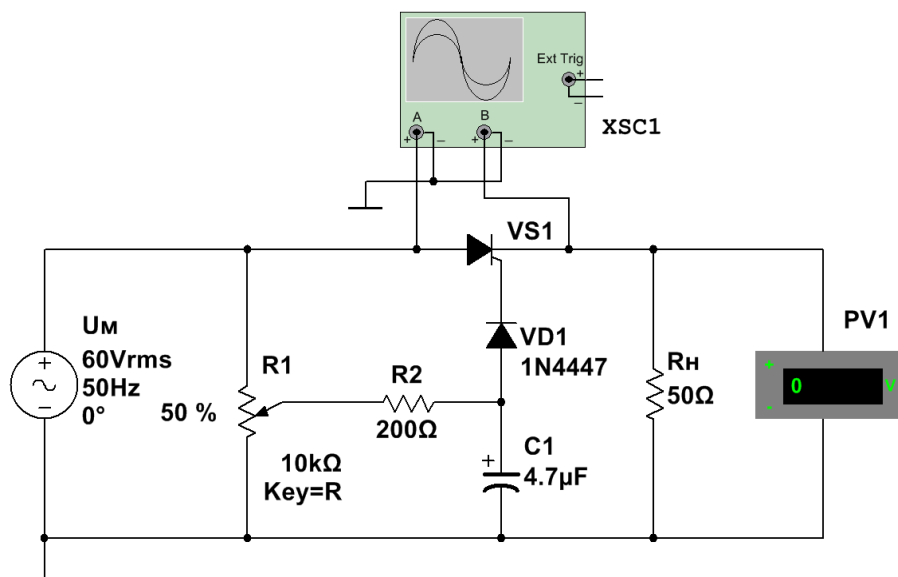 Ext Trig
+
–
A
B
+
–
+
–
XSC1
VS1
Uм
60Vrms
50Hz
0°
+
–
R1
50 %
10kΩ
Key=R
R2
200Ω
VD1
1N4447
C1
4.7µF
+
Rн
50Ω
PV1
+
0
V
-